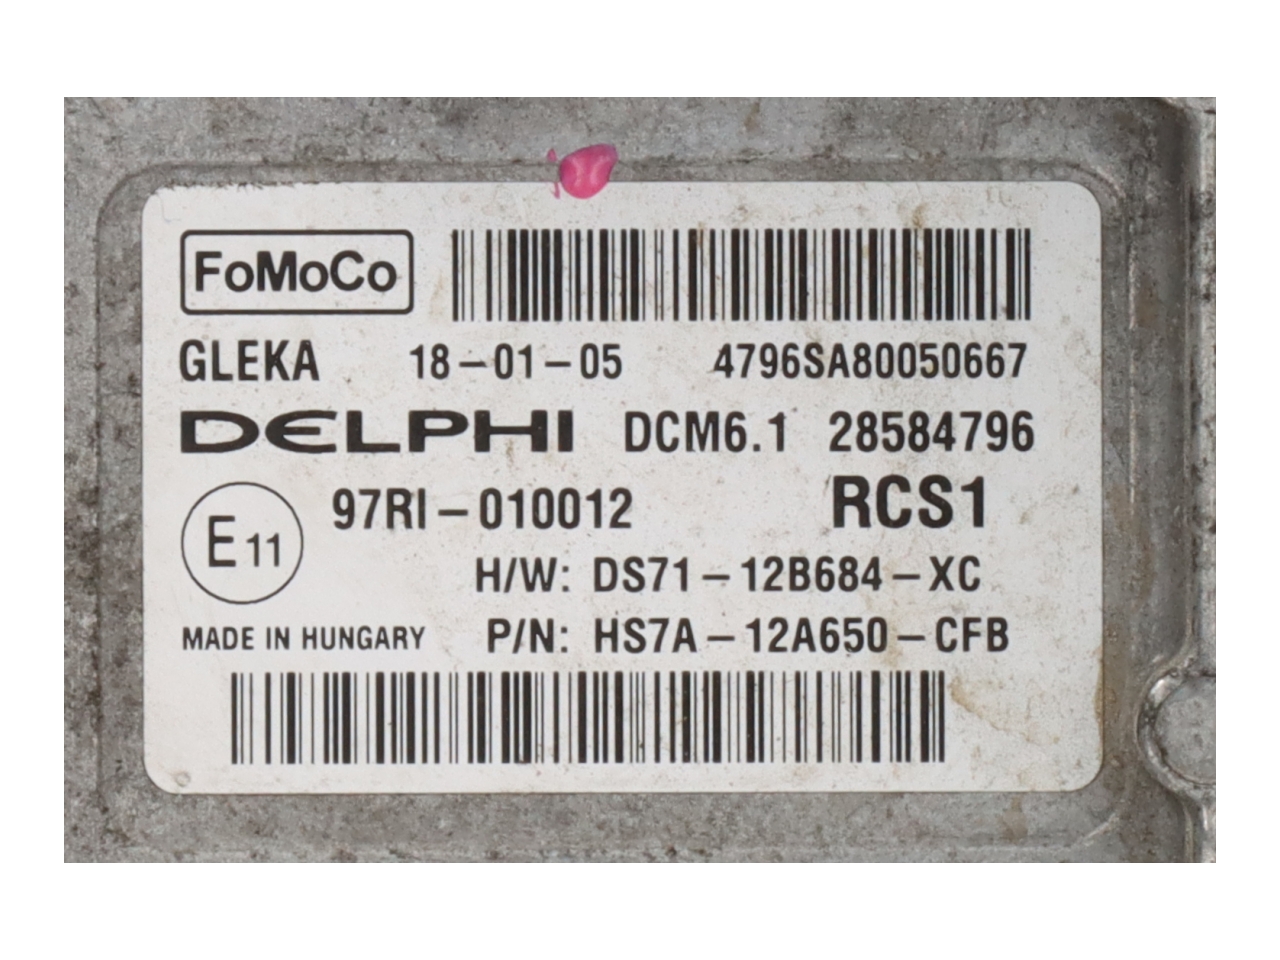 FoMoCo
GLEKA 18-01-05 4796SA80050667
DELPHI DCM6.1 28584796
E11 97RI-010012 RCS1
H/W: DS71-12B684-XC
MADE IN HUNGARY P/N: HS7A-12A650-CFB